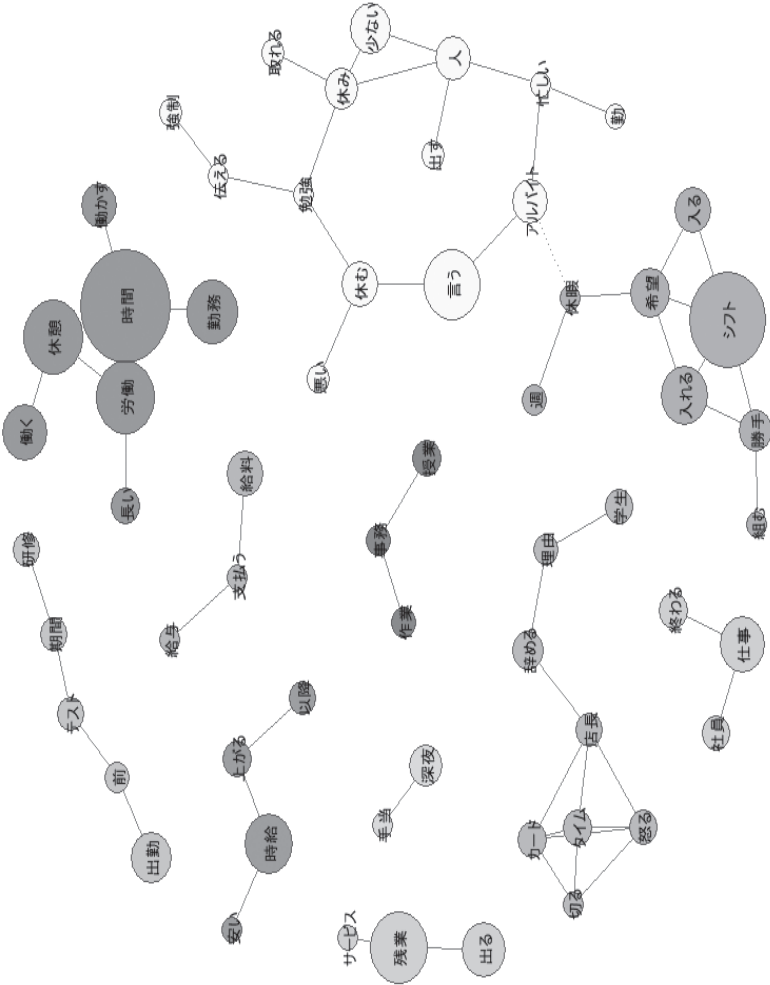 少ない
取れる
人
休み
忙しい
強制
勤
出す
伝える
勉強
働かす
アルバイト
入る
時間
休む
言う
休暇
希望
勤務
休憩
シフト
悪い
労働
週
入れる
働く
勝手
授業
給料
長い
学生
組む
研修
事務
理由
支払う
終わる
作業
期間
給与
辞める
仕事
以降
テスト
店長
社員
上がる
深夜
前
手当
カード
タイム
怒る
時給
出勤
切る
安い
サービス
残業
出る